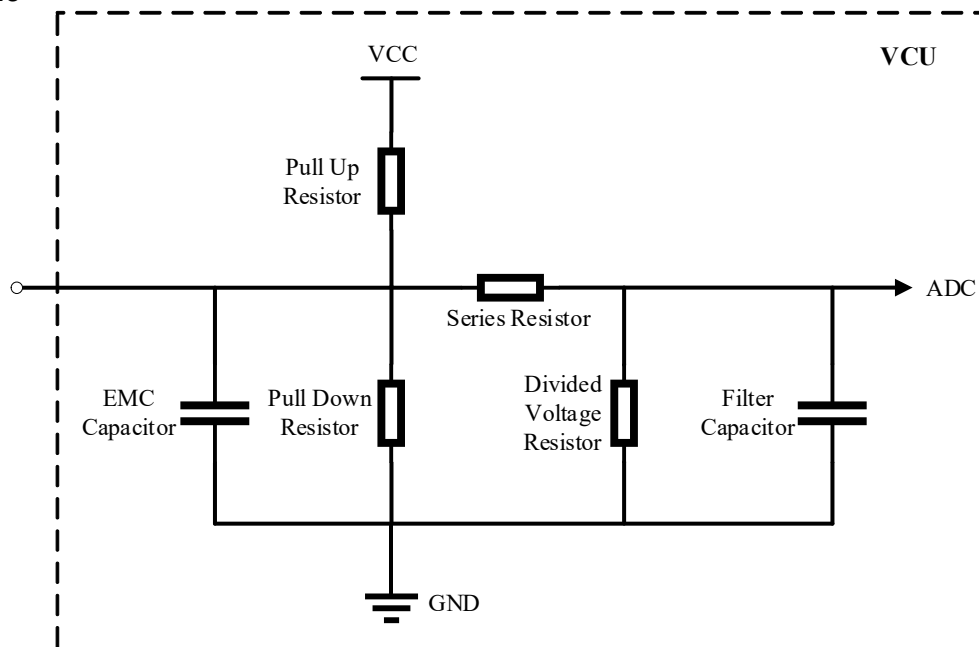 VCU
VCC
Pull Up
Resistor
ADC
Series Resistor
EMC
Capacitor
Pull Down
Resistor
Divided
Voltage
Resistor
Filter
Capacitor
GND